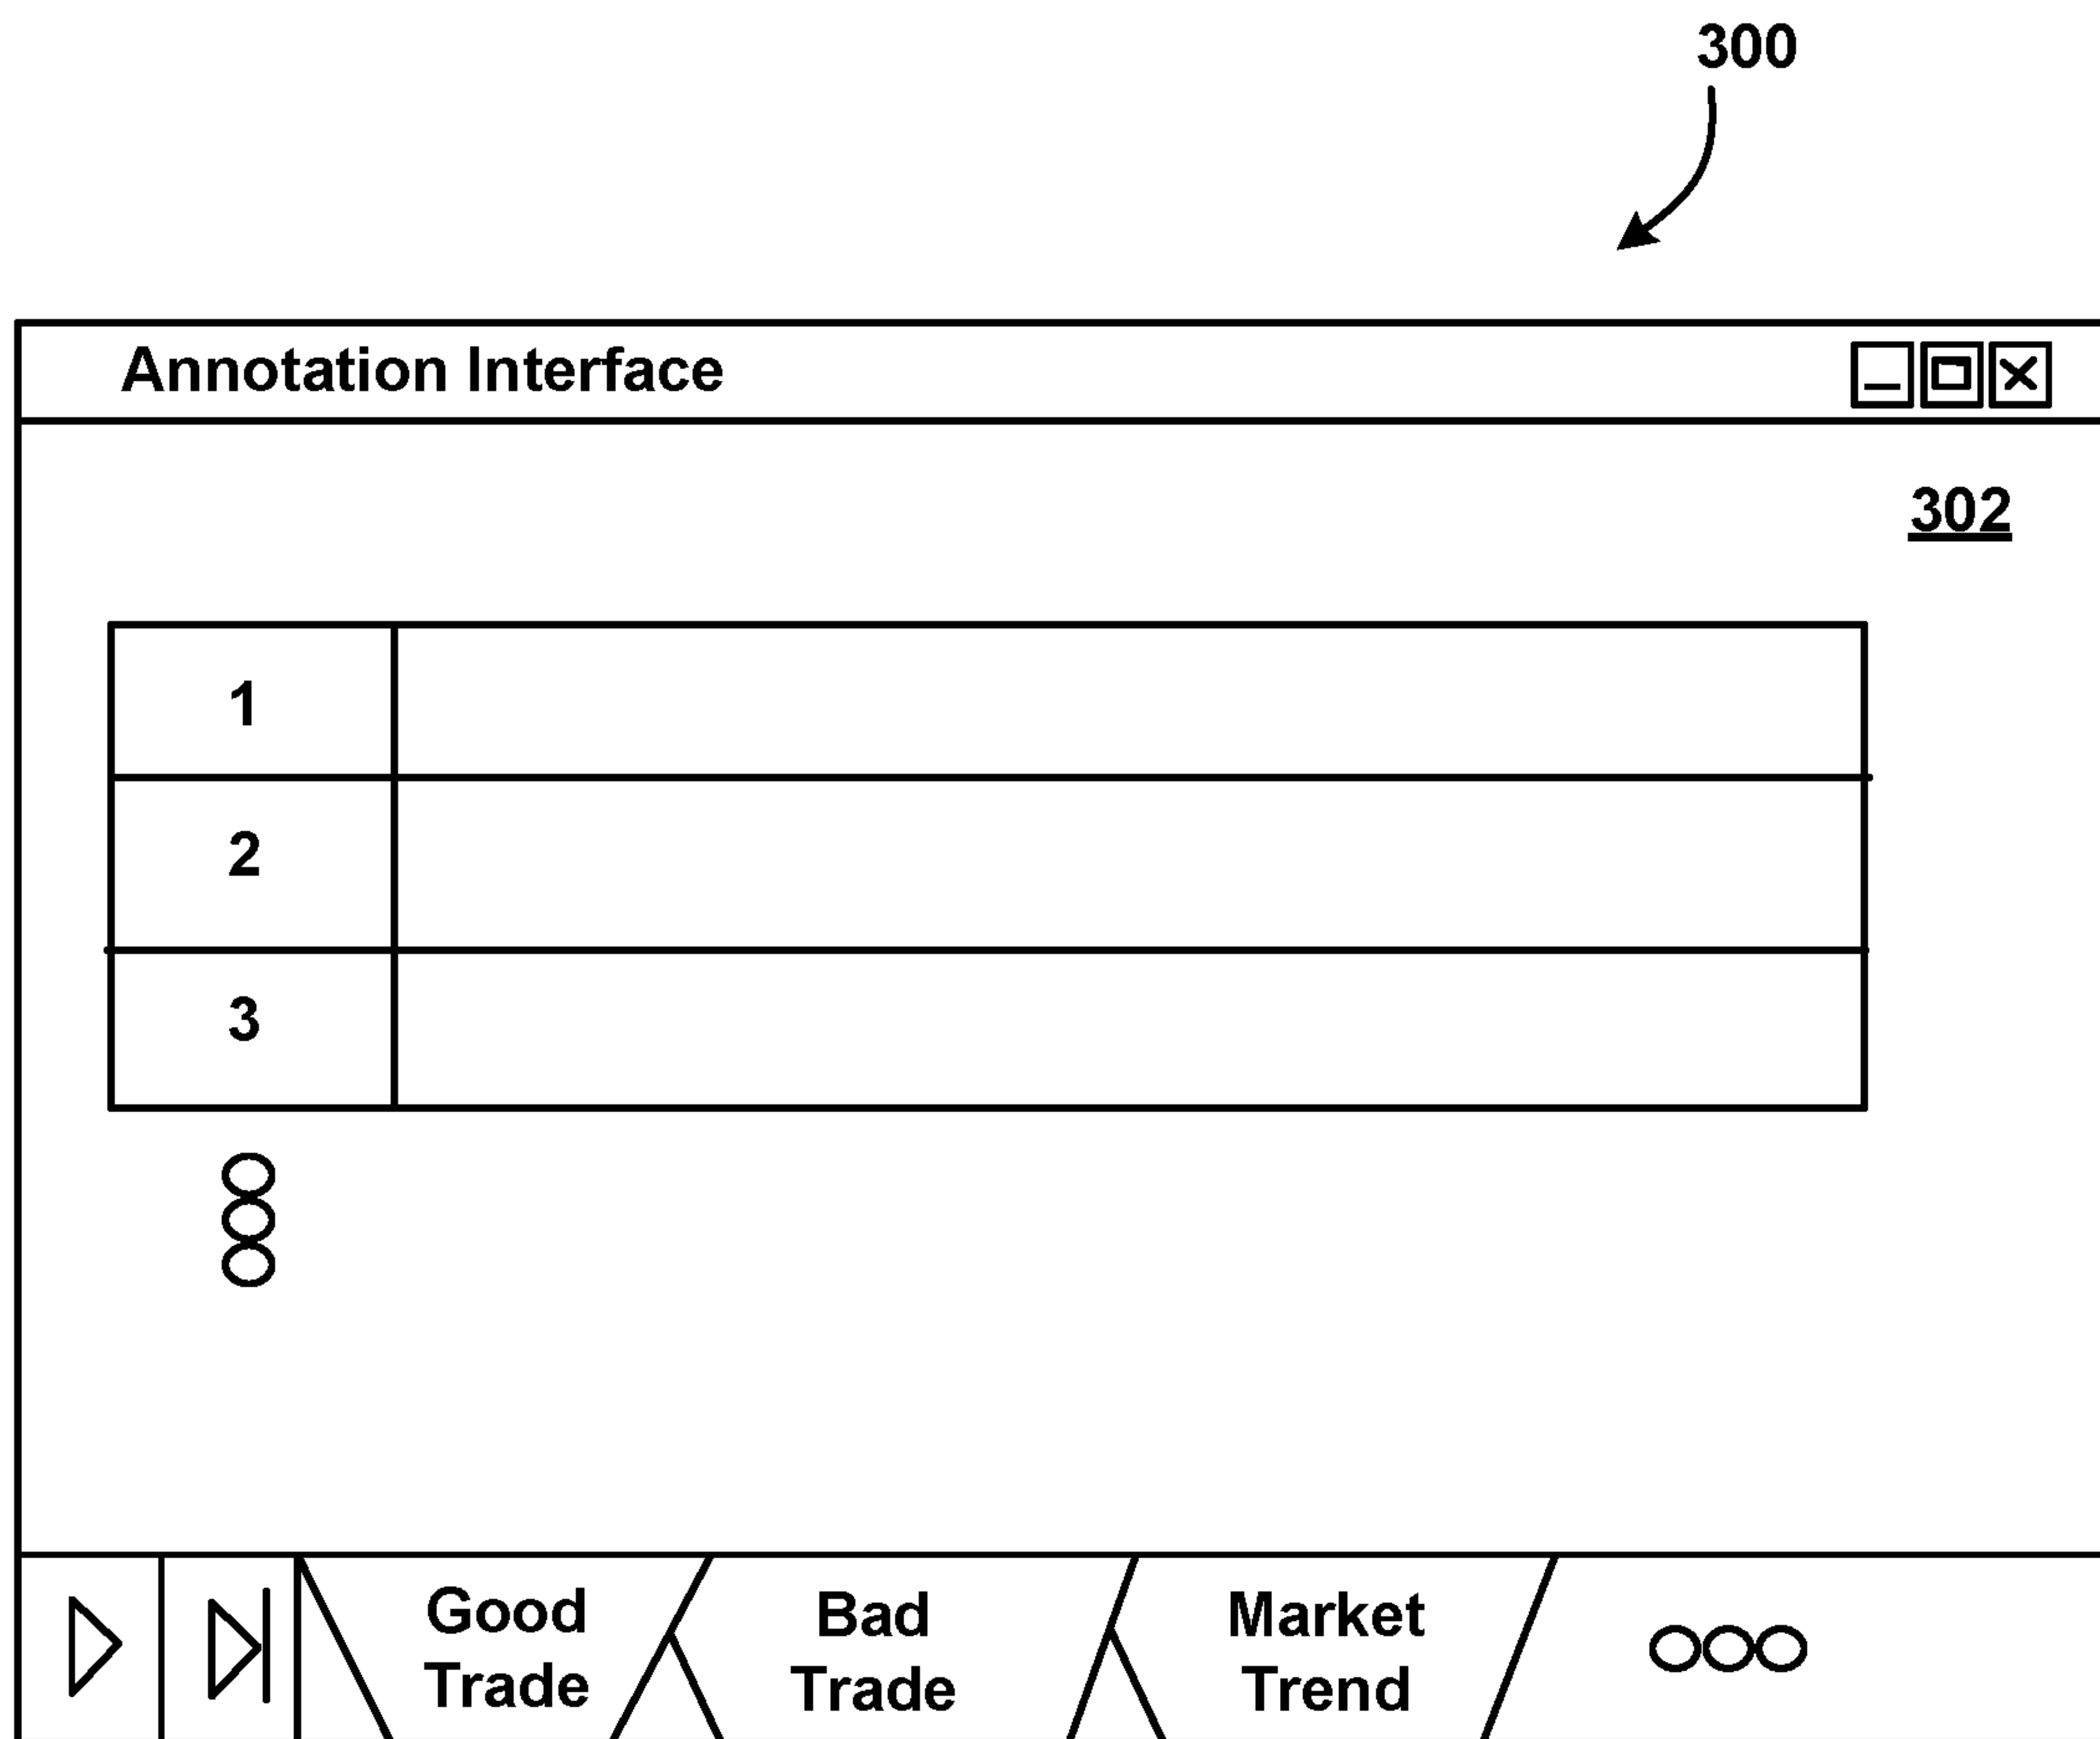 300
Annotation Interface
302
1
2
3
Good Bad Market
Trade Trade Trend